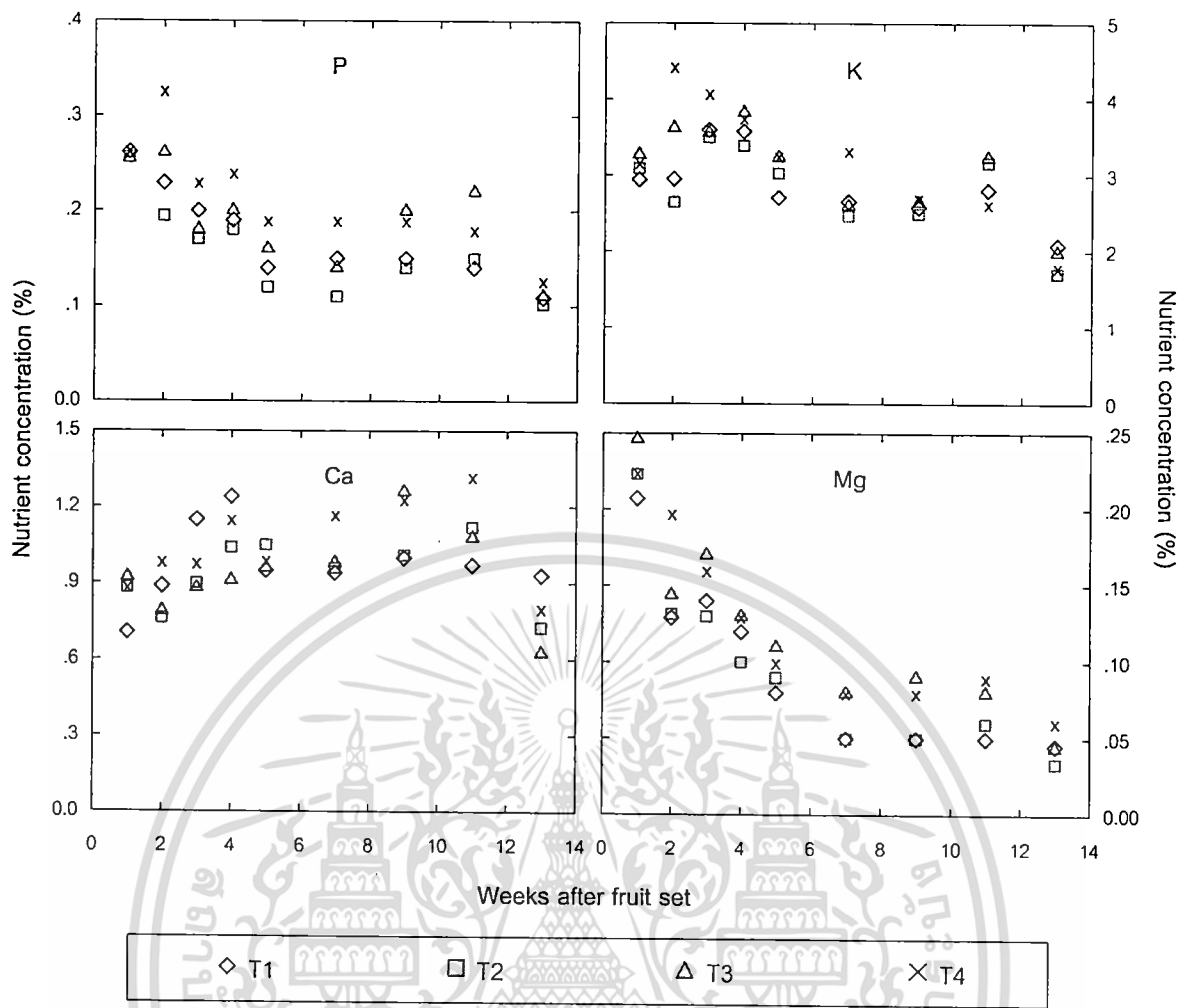 P
K
.4
.3
.2
.1
0.0
5
4
3
2
1
0
Nutrient concentration (%)
Nutrient concentration (%)
Ca
Mg
1.5
1.2
.9
.6
.3
0.0
.25
.20
.15
.10
.05
0.00
0 2 4 6 8 10 12 14
0 2 4 6 8 10 12 14
Weeks after fruit set
T1 T2 T3 T4